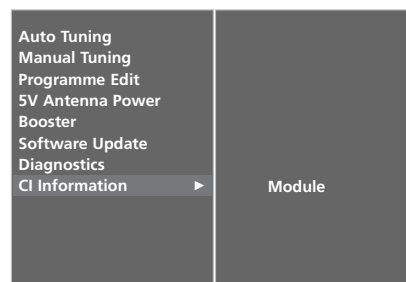 Auto Tuning
Manual Tuning
Programme Edit
5V Antenna Power
Booster
Software Update
Diagnostics
CI Information ► Module